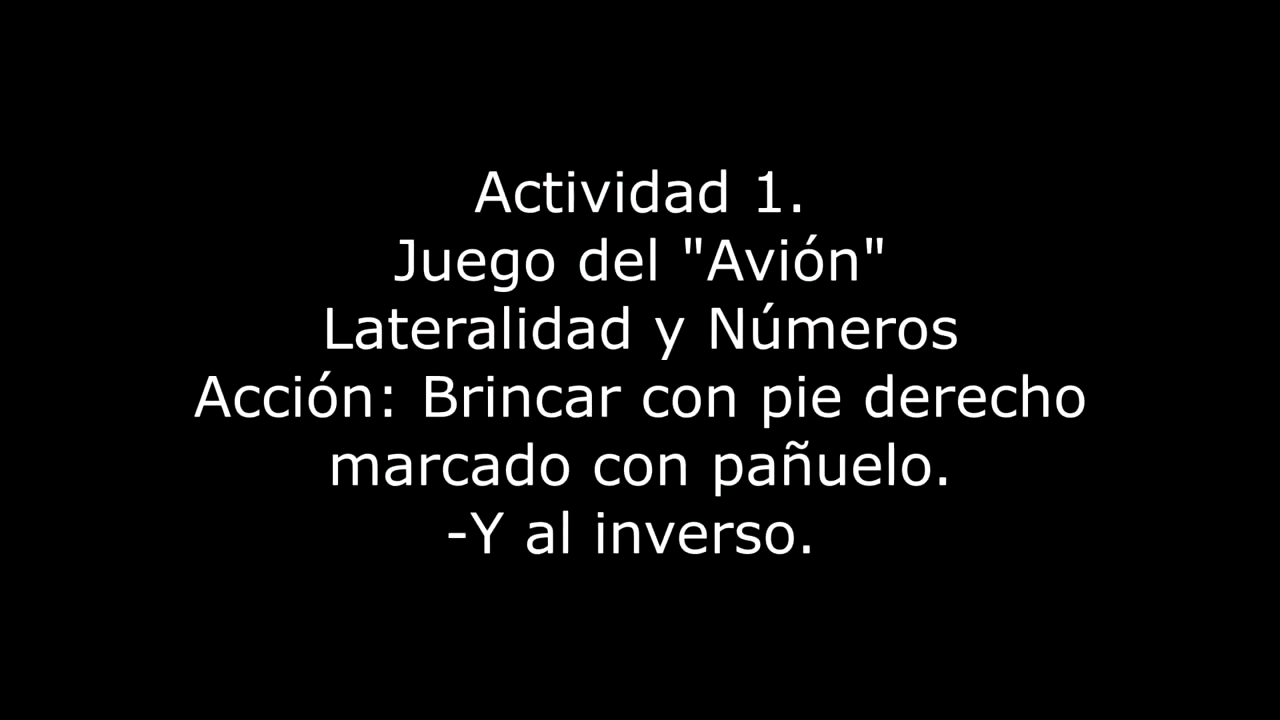 Actividad 1.
Juego del "Avión"
Lateralidad y Números
Acción: Brincar con pie derecho
marcado con pañuelo.
-Y al inverso.